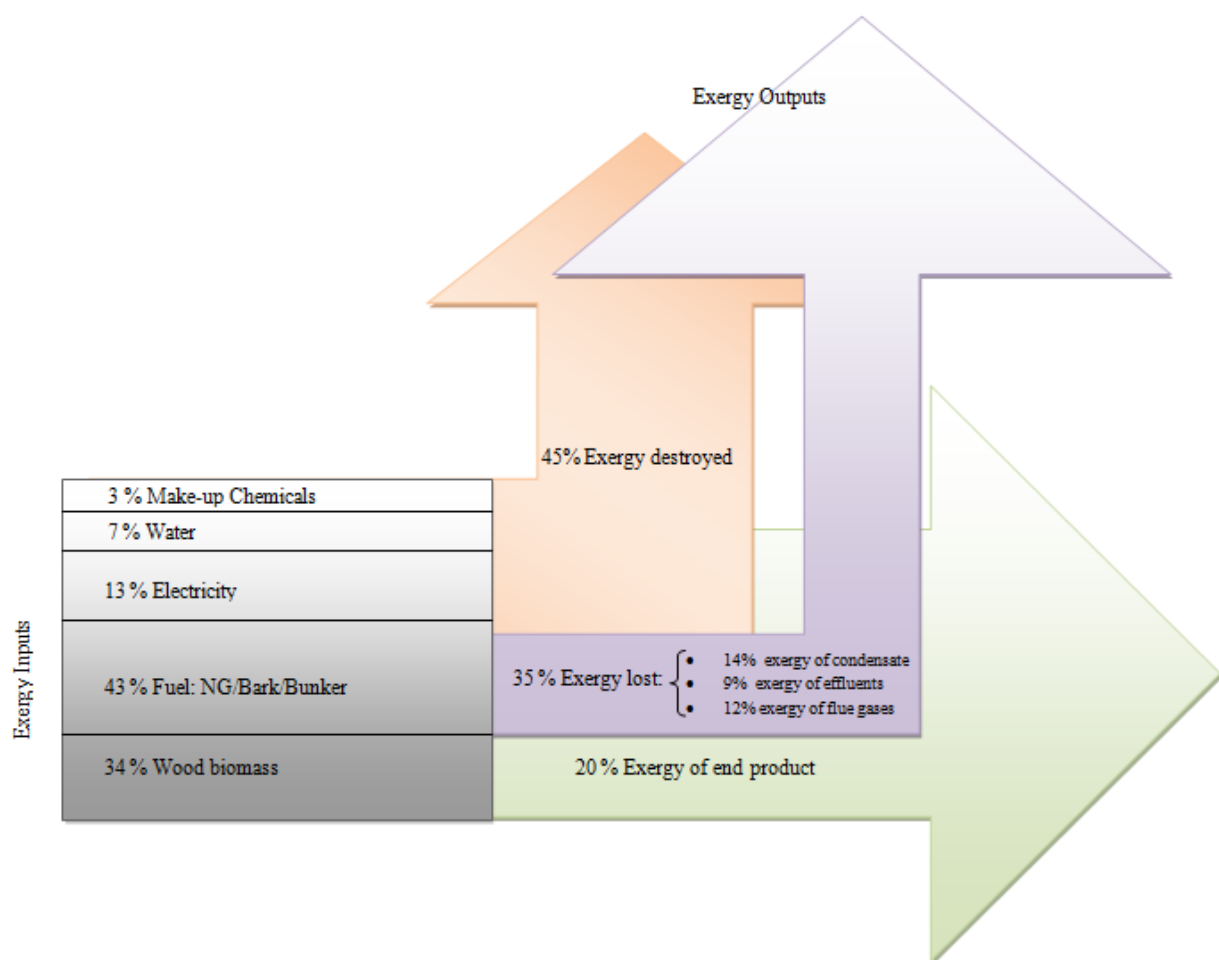 Exergy Outputs
45% Exergy destroyed
3 % Make-up Chemicals
7 % Water
13 % Electricity
43 % Fuel: NG/Bark/Bunker
34 % Wood biomass
Exergy Inputs
35 % Exergy lost:
• 14% exergy of condensate
• 9% exergy of effluents
• 12% exergy of flue gases
20 % Exergy of end product